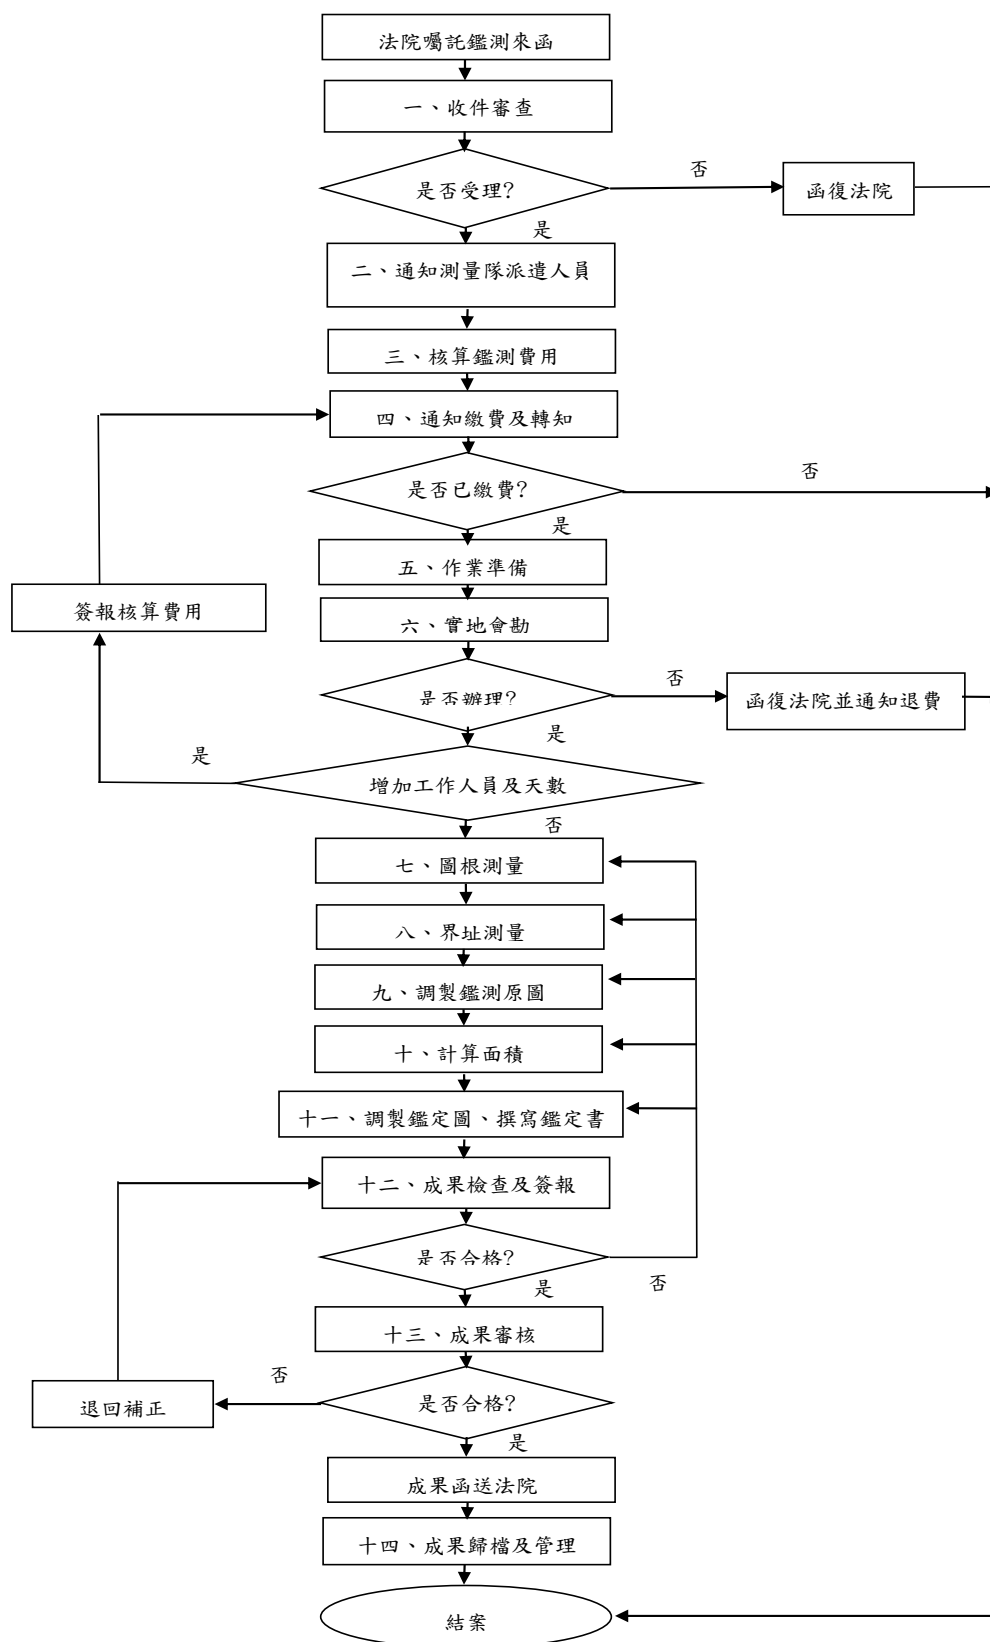 法院囑託鑑測來函
一、收件審查
是否受理?
否
函復法院
是
二、通知測量隊派遣人員
三、核算鑑測費用
四、通知繳費及轉知
是否已繳費?
否
是
五、作業準備
簽報核算費用
六、實地會勘
是否辦理?
否
函復法院並通知退費
是
是
增加工作人員及天數
否
七、圖根測量
八、界址測量
九、調製鑑測原圖
十、計算面積
十一、調製鑑定圖、撰寫鑑定書
十二、成果檢查及簽報
是否合格?
否
是
十三、成果審核
否
是否合格?
退回補正
是
成果函送法院
十四、成果歸檔及管理
結案